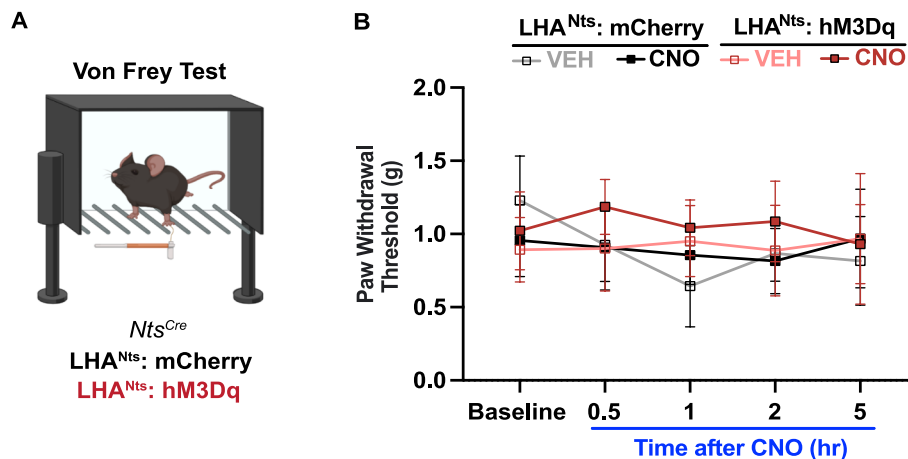 A
Von Frey Test
Nts^Cre
LHA^Nts: mCherry
LHA^Nts: hM3Dq
B
LHA^Nts: mCherry LHA^Nts: hM3Dq
VEH CNO VEH CNO
Paw Withdrawal
Threshold (g)
2.0
1.5
1.0
0.5
0.0
Baseline 0.5 1 2 5
Time after CNO (hr)